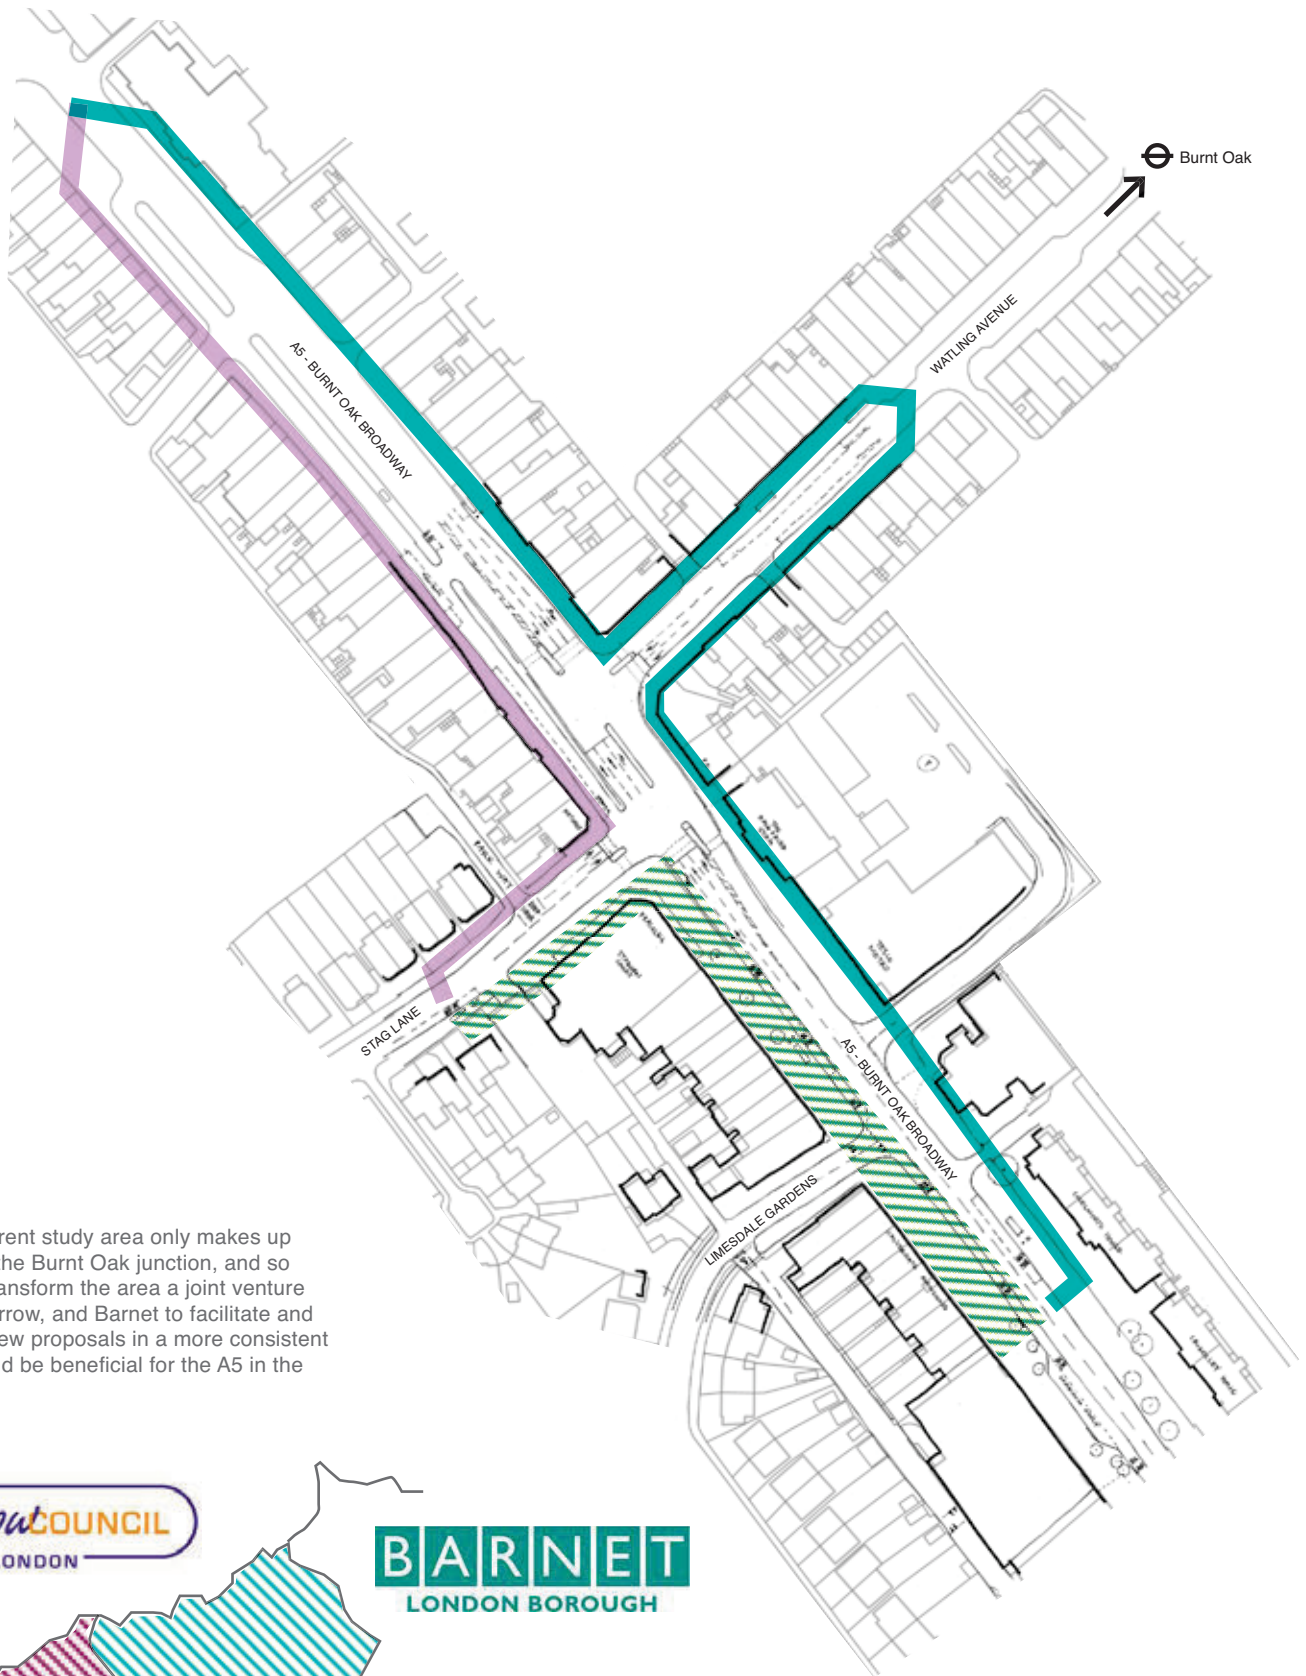 Burnt Oak
WATLING AVENUE
A5 - BURNT OAK BROADWAY
STAG LANE
A5 - BURNT OAK BROADWAY
LIMESDALE GARDENS
rent study area only makes up
the Burnt Oak junction, and so
ansform the area a joint venture
rrow, and Barnet to facilitate and
ew proposals in a more consistent
d be beneficial for the A5 in the
COUNCIL
ONDON
BARNET
LONDON BOROUGH